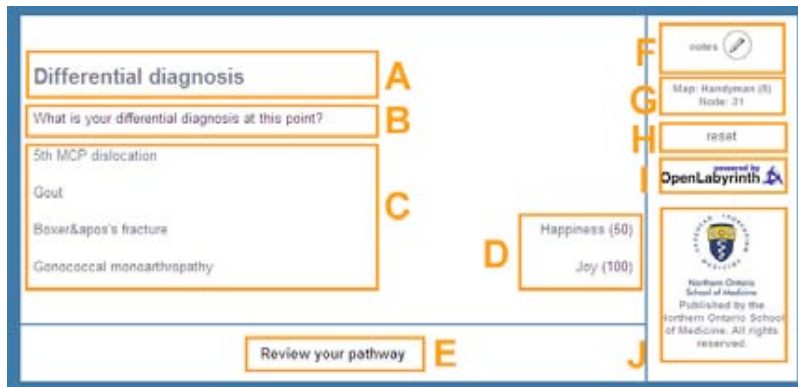 Differential diagnosis
A
What is your differential diagnosis at this point?
B
5th MCP dislocation
Gout
Boxer&apos's fracture
Gonococcal monoarthropathy
C
Happiness (50)
Joy (100)
D
Review your pathway
E
notes
F
Map: Handyman (6)
Node: 31
G
reset
H
powered by
OpenLabyrinth
I
Northern Ontario
School of Medicine
Published by the
Northern Ontario School
of Medicine. All rights
reserved.
J